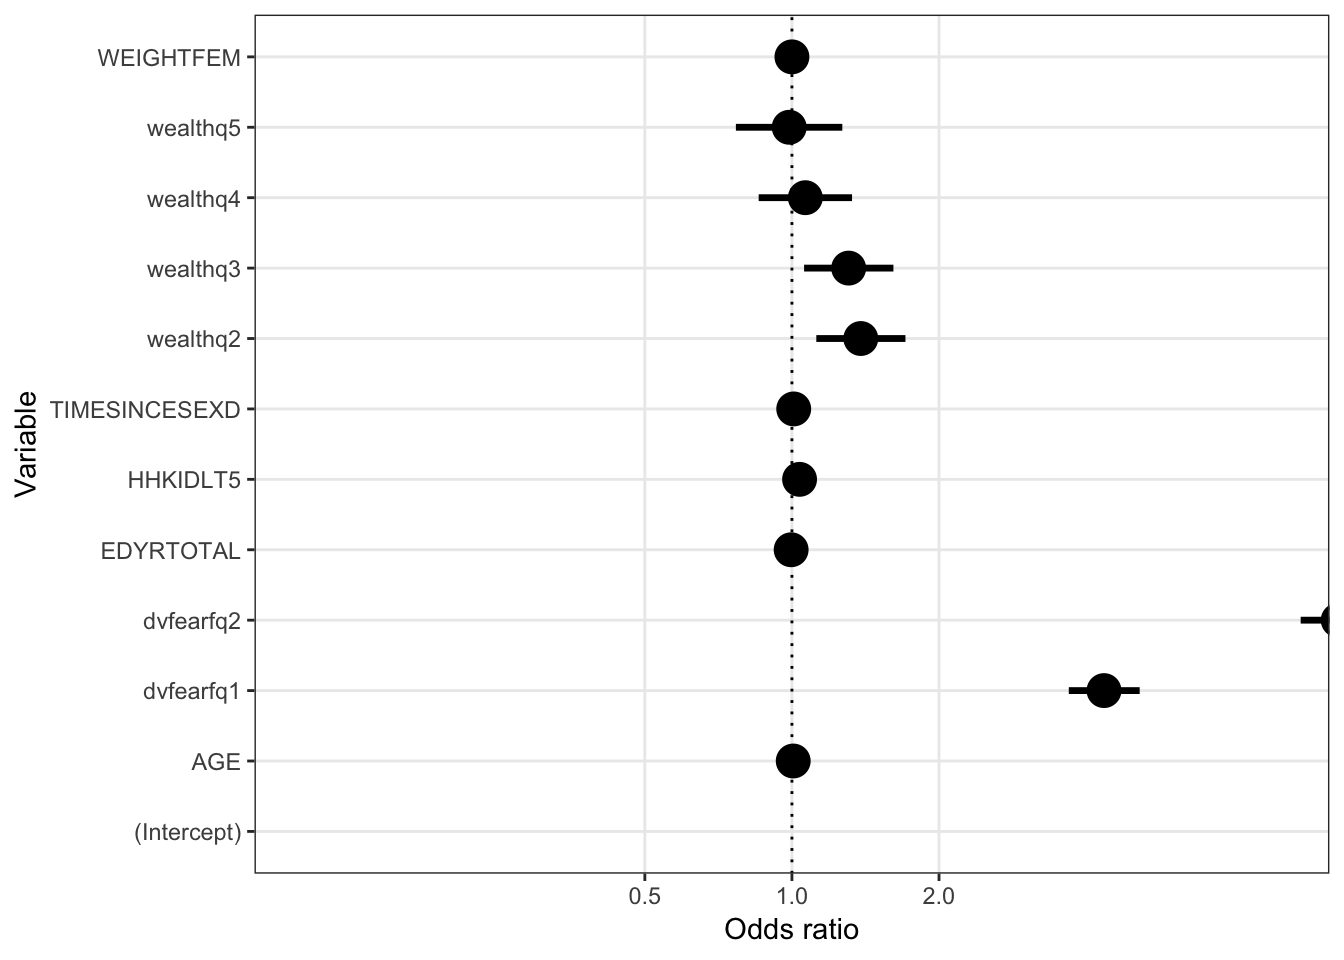 WEIGHTFEM
wealthq5
wealthq4
wealthq3
wealthq2
TIMESINCESEXD
HHKIDLT5
EDYRTOTAL
dvfearfq2
dvfearfq1
AGE
(Intercept)
Variable
0.5 1.0 2.0
Odds ratio